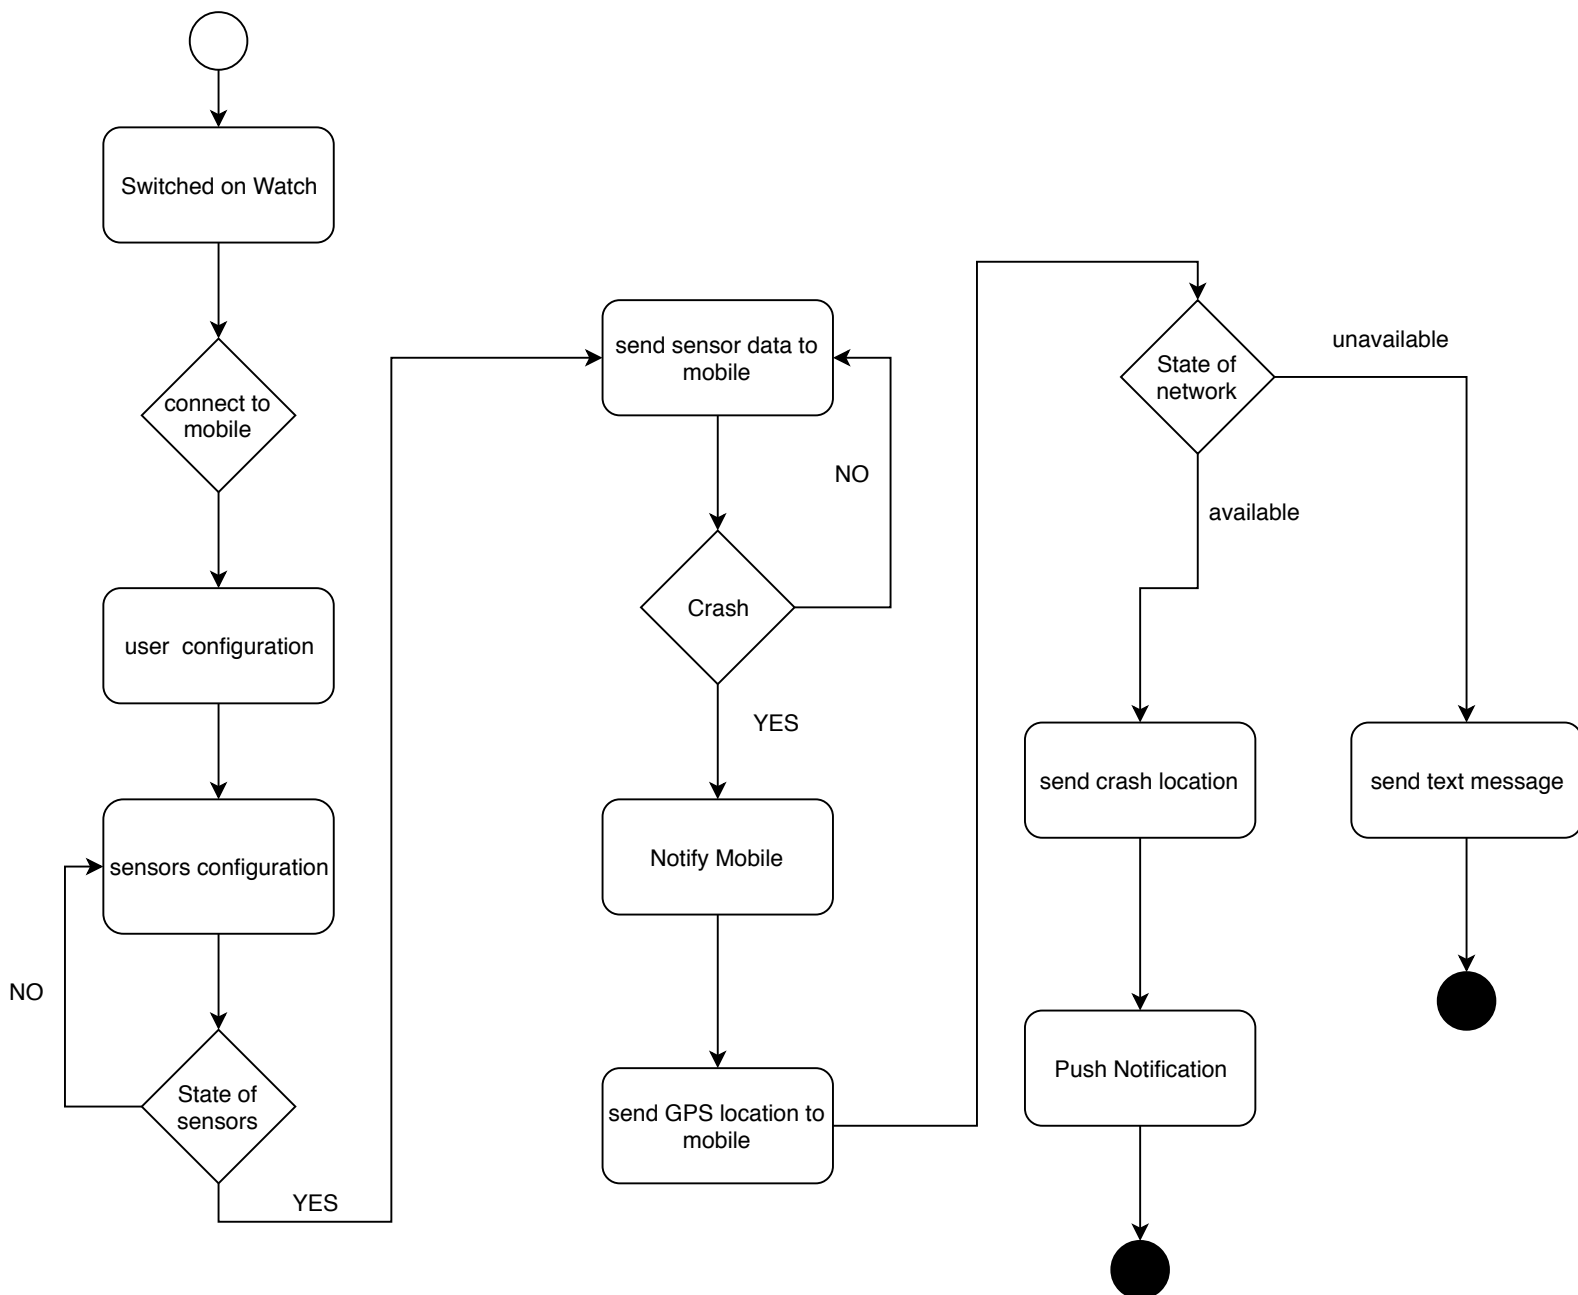 Switched on Watch
connect to
mobile
user  configuration
sensors configuration
NO
State of
sensors
YES
send sensor data to
mobile
NO
Crash
YES
Notify Mobile
send GPS location to
mobile
State of
network
unavailable
available
send crash location
send text message
Push Notification